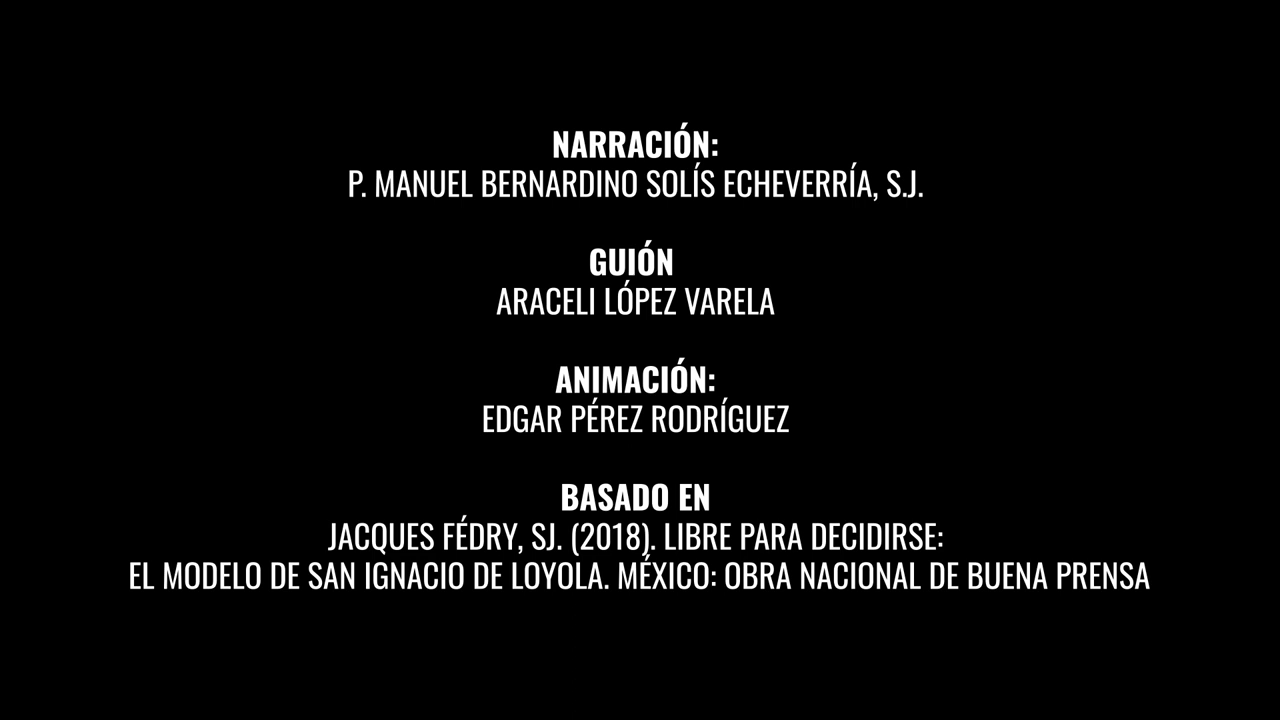 NARRACIÓN:
P. MANUEL BERNARDINO SOLÍS ECHEVERRÍA, S.J.
GUIÓN
ARACELI LÓPEZ VARELA
ANIMACIÓN:
EDGAR PÉREZ RODRÍGUEZ
BASADO EN
JACQUES FÉDRY, SJ. (2018). LIBRE PARA DECIDIRSE:
EL MODELO DE SAN IGNACIO DE LOYOLA. MÉXICO: OBRA NACIONAL DE BUENA PRENSA